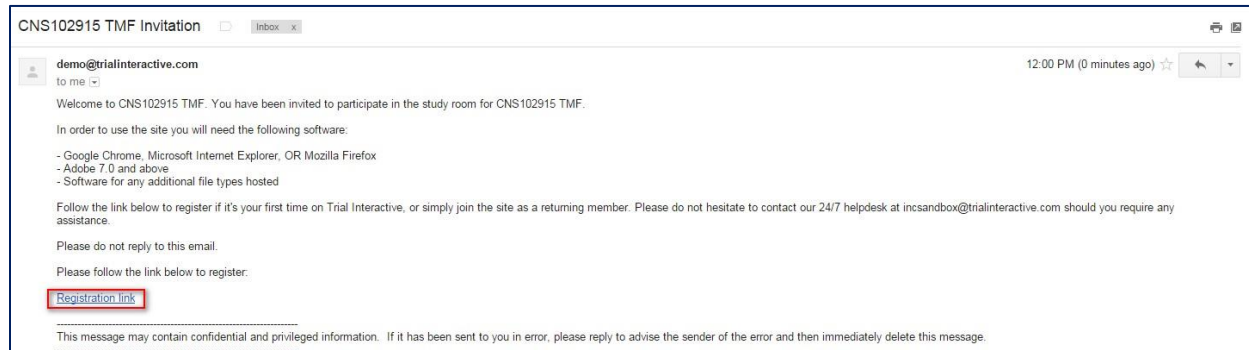 CNS102915 TMF Invitation Inbox x
demo@trialinteractive.com 12:00 PM (0 minutes ago)
to me
Welcome to CNS102915 TMF. You have been invited to participate in the study room for CNS102915 TMF.
In order to use the site you will need the following software:
- Google Chrome, Microsoft Internet Explorer, OR Mozilla Firefox
- Adobe 7.0 and above
- Software for any additional file types hosted
Follow the link below to register if it's your first time on Trial Interactive, or simply join the site as a returning member. Please do not hesitate to contact our 24/7 helpdesk at incsandbox@trialinteractive.com should you require any
assistance.
Please do not reply to this email.
Please follow the link below to register:
Registration link
----------------------------------------------------------------------
This message may contain confidential and privileged information. If it has been sent to you in error, please reply to advise the sender of the error and then immediately delete this message.